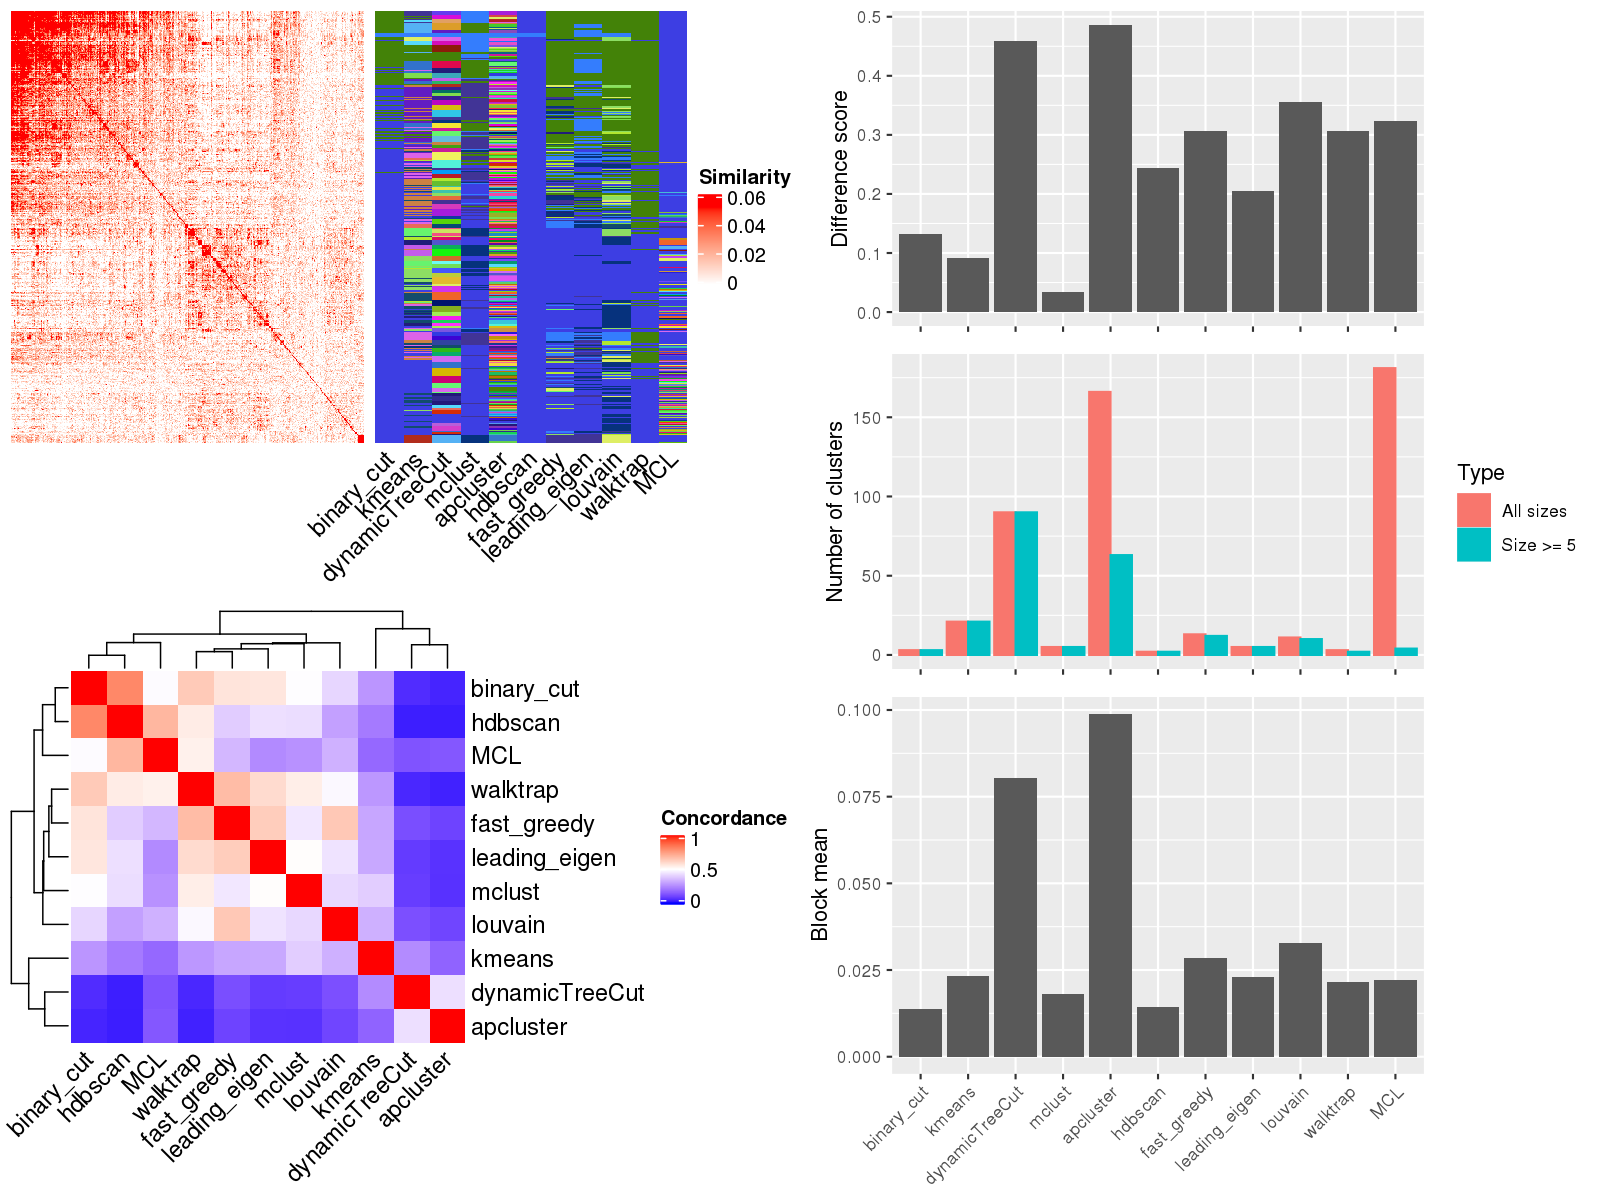 Similarity
0.06
0.04
0.02
0
binary_cut
kmeans
dynamicTreeCut
mclust
apcluster
hdbscan
fast_greedy
leading_eigen
louvain
walktrap
MCL
binary_cut
hdbscan
MCL
walktrap
fast_greedy
leading_eigen
mclust
louvain
kmeans
dynamicTreeCut
apcluster
binary_cut
hdbscan
MCL
walktrap
fast_greedy
leading_eigen
mclust
louvain
kmeans
dynamicTreeCut
apcluster
Concordance
1
0.5
0
Difference score
0.5
0.4
0.3
0.2
0.1
0.0
Number of clusters
150
100
50
0
Type
All sizes
Size >= 5
Block mean
0.100
0.075
0.050
0.025
0.000
binary_cut
kmeans
dynamicTreeCut
mclust
apcluster
hdbscan
fast_greedy
leading_eigen
louvain
walktrap
MCL